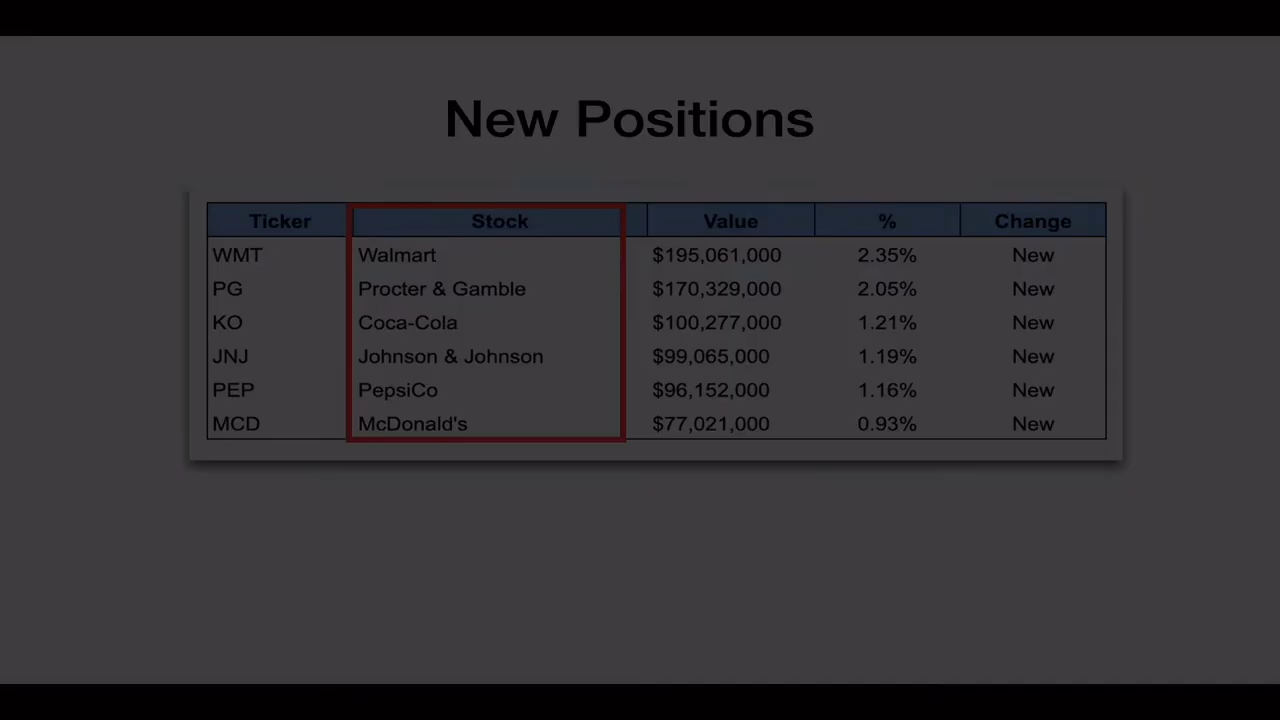 New Positions
Ticker Stock Value % Change
WMT Walmart $195,061,000 2.35% New
PG Procter & Gamble $170,329,000 2.05% New
KO Coca-Cola $100,277,000 1.21% New
JNJ Johnson & Johnson $99,065,000 1.19% New
PEP PepsiCo $96,152,000 1.16% New
MCD McDonald's $77,021,000 0.93% New